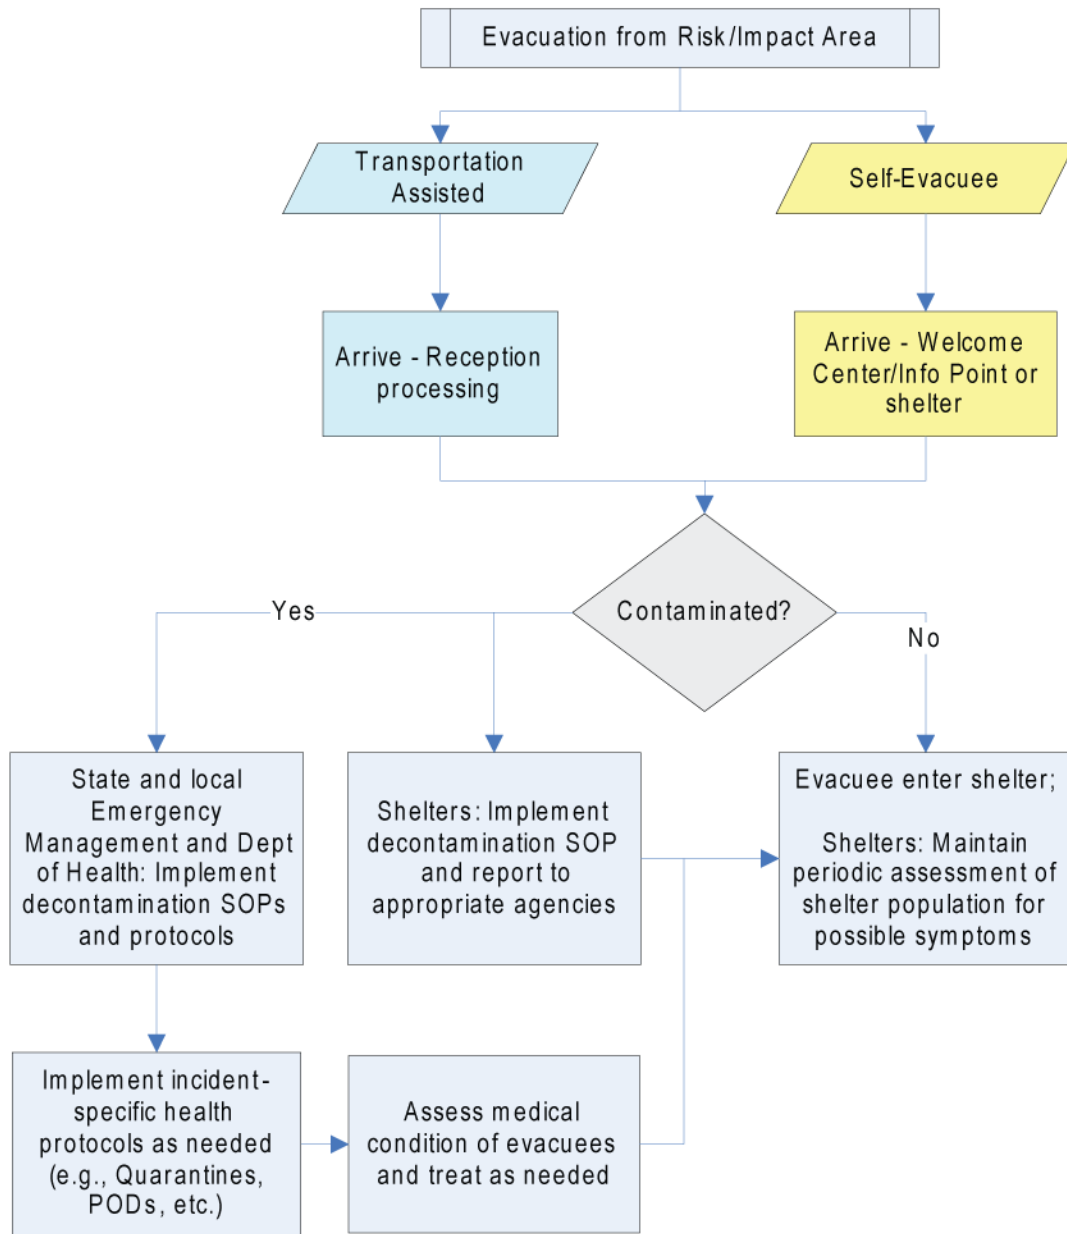 Evacuation from Risk/Impact Area
Transportation
Assisted
Self-Evacuee
Arrive - Reception
processing
Arrive - Welcome
Center/Info Point or
shelter
Contaminated?
Yes
No
State and local
Emergency
Management and Dept
of Health: Implement
decontamination SOPs
and protocols
Shelters: Implement
decontamination SOP
and report to
appropriate agencies
Evacuee enter shelter;
Shelters: Maintain
periodic assessment of
shelter population for
possible symptoms
Implement incident-
specific health
protocols as needed
(e.g., Quarantines,
PODs, etc.)
Assess medical
condition of evacuees
and treat as needed